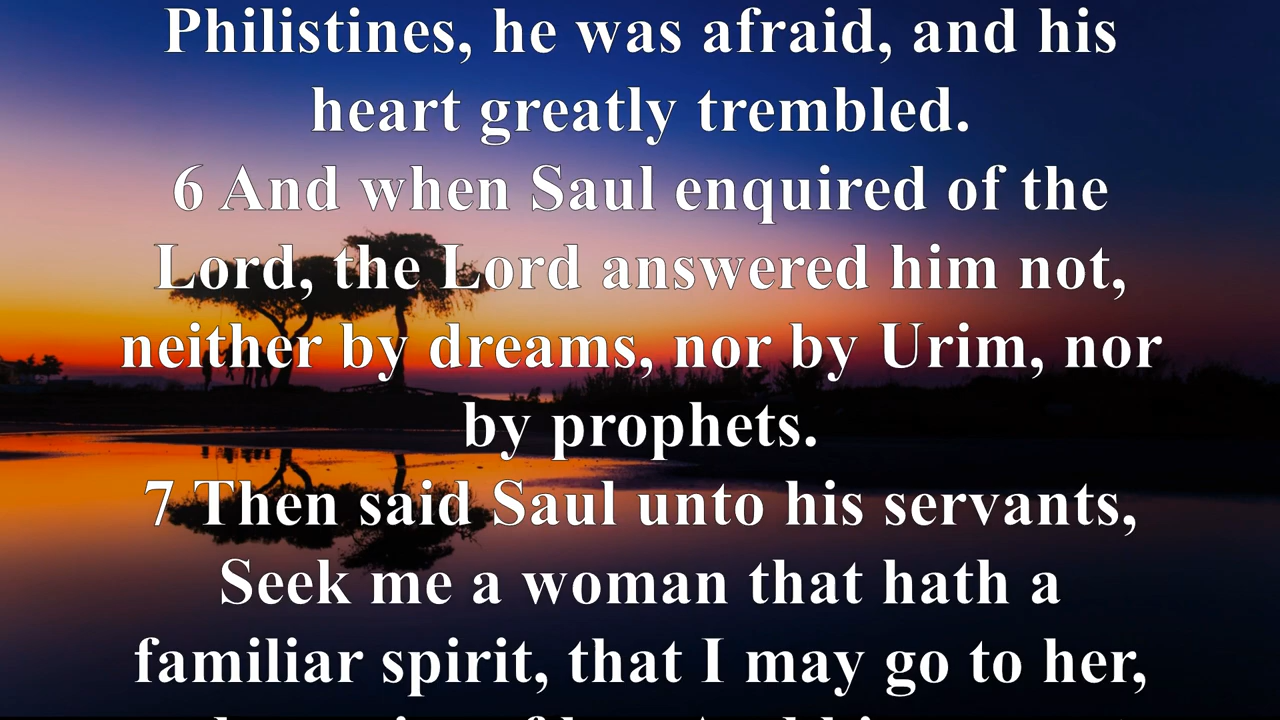 Philistines, he was afraid, and his
heart greatly trembled.
6 And when Saul enquired of the
Lord, the Lord answered him not,
neither by dreams, nor by Urim, nor
by prophets.
7 Then said Saul unto his servants,
Seek me a woman that hath a
familiar spirit, that I may go to her,